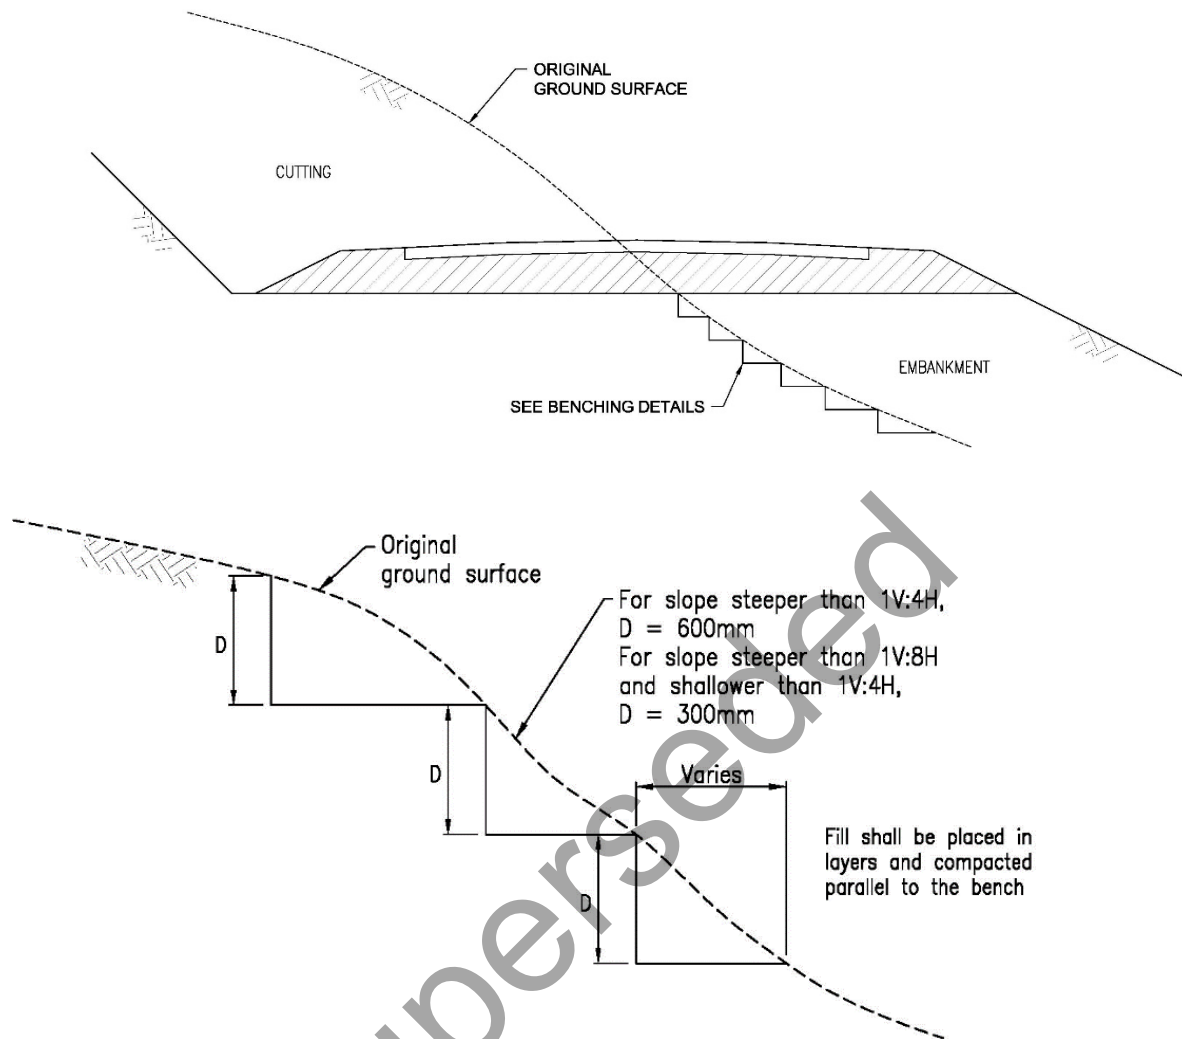 ORIGINAL
GROUND SURFACE
CUTTING
EMBANKMENT
SEE BENCHING DETAILS
Original
ground surface
For slope steeper than 1V:4H,
D = 600mm
For slope steeper than 1V:8H
and shallower than 1V:4H,
D = 300mm
D
D
Varies
D
Fill shall be placed in
layers and compacted
parallel to the bench
perseded